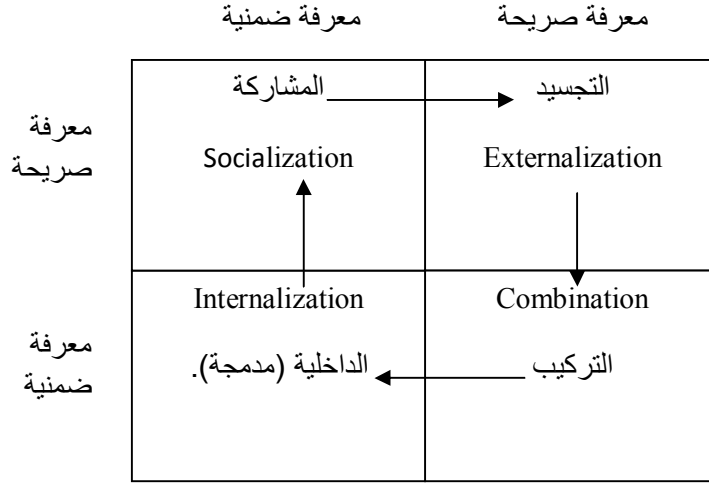 معرفة صريحة
معرفة ضمنية
التجسيد
المشاركة
معرفة
صريحة
Externalization
Socialization
Combination
Internalization
معرفة
ضمنية
التركيب
الداخلية (مدمجة).